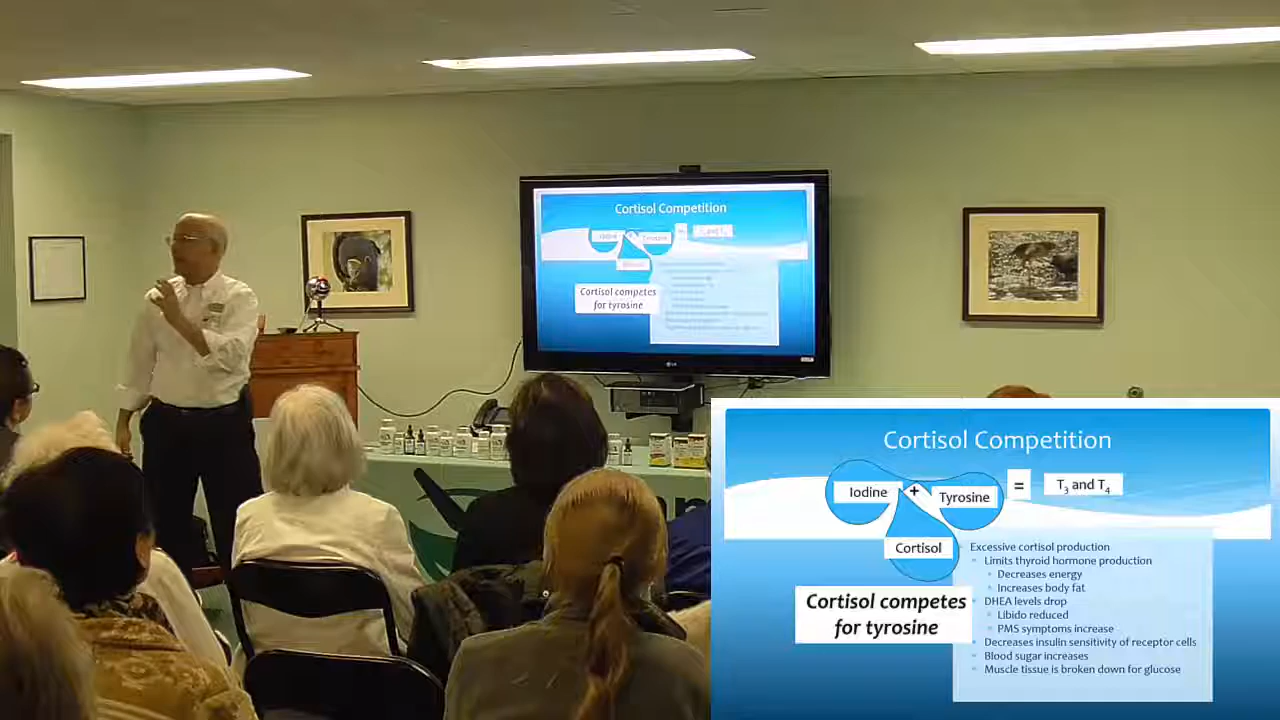 Cortisol Competition
Cortisol competes
for tyrosine
LG
Cortisol Competition
Iodine + Tyrosine = T₃ and T₄
Cortisol
Cortisol competes
for tyrosine
Excessive cortisol production
Limits thyroid hormone production
Decreases energy
Increases body fat
DHEA levels drop
Libido reduced
PMS symptoms increase
Decreases insulin sensitivity of receptor cells
Blood sugar increases
Muscle tissue is broken down for glucose